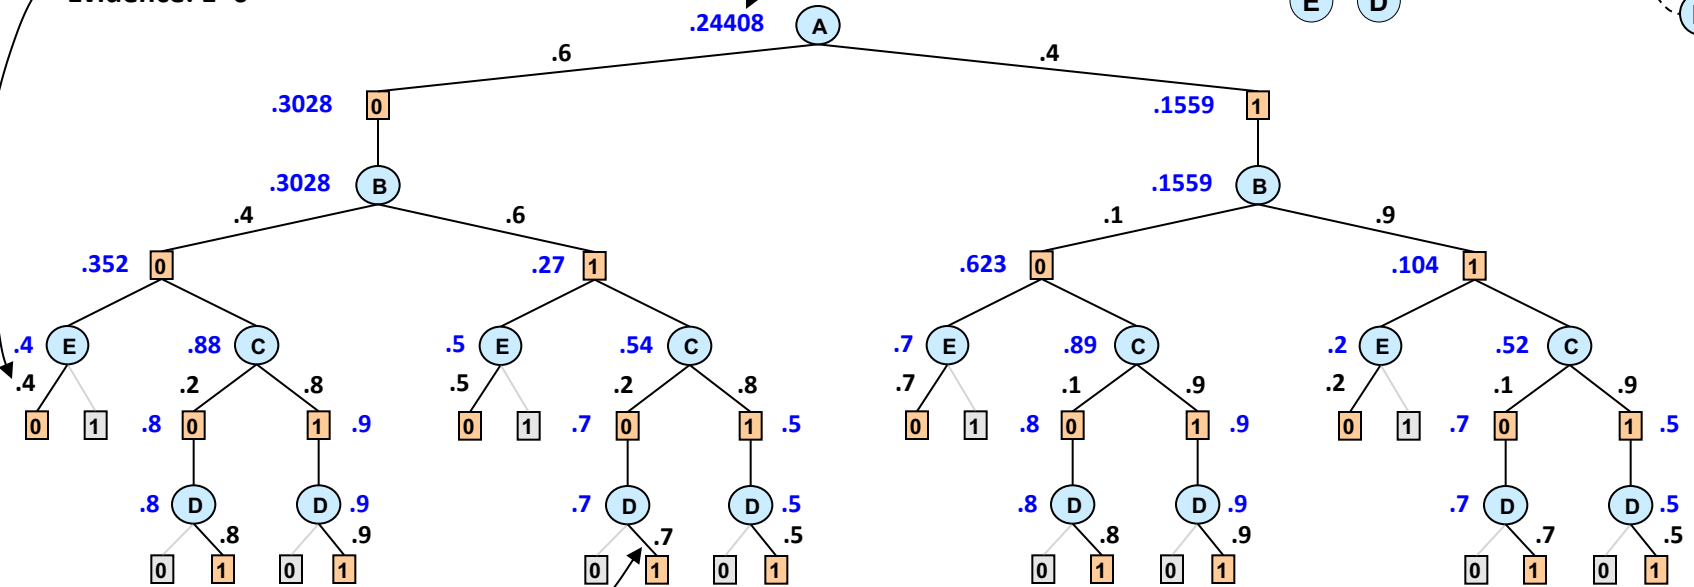 E D
.24408 A
.6 .4
.3028 0 .1559 1
.3028 B .1559 B
.4 .6 .1 .9
.352 0 .27 1 .623 0 .104 1
.4 E .88 C .5 E .54 C .7 E .89 C .2 E .52 C
.4 .2 .8 .5 .2 .8 .7 .1 .9 .2 .1 .9
0 1 .8 0 1 .9 0 1 .7 0 1 .5 0 1 .8 0 1 .9 0 1 .7 0 1 .5
.8 D D .9 .7 D D .5 .8 D D .9 .7 D D .5
.8 .9 .7 .5 .8 .9 .7 .5
0 1 0 1 0 1 0 1 0 1 0 1 0 1 0 1